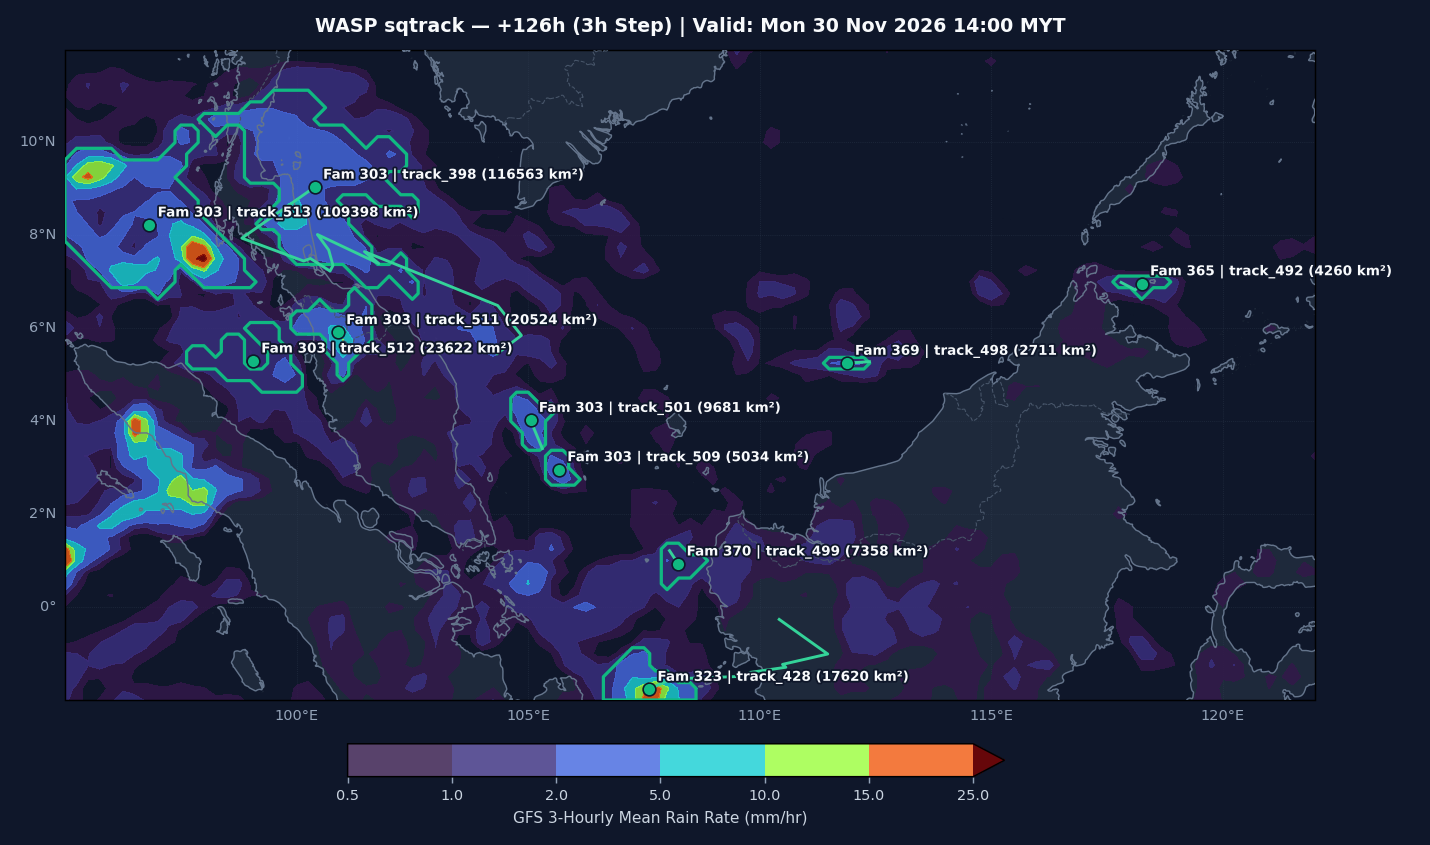 WASP sqtrack — +126h (3h Step) | Valid: Mon 30 Nov 2026 14:00 MYT
10°N
8°N
6°N
4°N
2°N
0°
Fam 303 | track_398 (116563 km²)
Fam 303 | track_513 (109398 km²)
Fam 365 | track_492 (4260 km²)
Fam 303 | track_511 (20524 km²)
Fam 303 | track_512 (23622 km²)
Fam 369 | track_498 (2711 km²)
Fam 303 | track_501 (9681 km²)
Fam 303 | track_509 (5034 km²)
Fam 370 | track_499 (7358 km²)
Fam 323 | track_428 (17620 km²)
100°E 105°E 110°E 115°E 120°E
0.5 1.0 2.0 5.0 10.0 15.0 25.0
GFS 3-Hourly Mean Rain Rate (mm/hr)